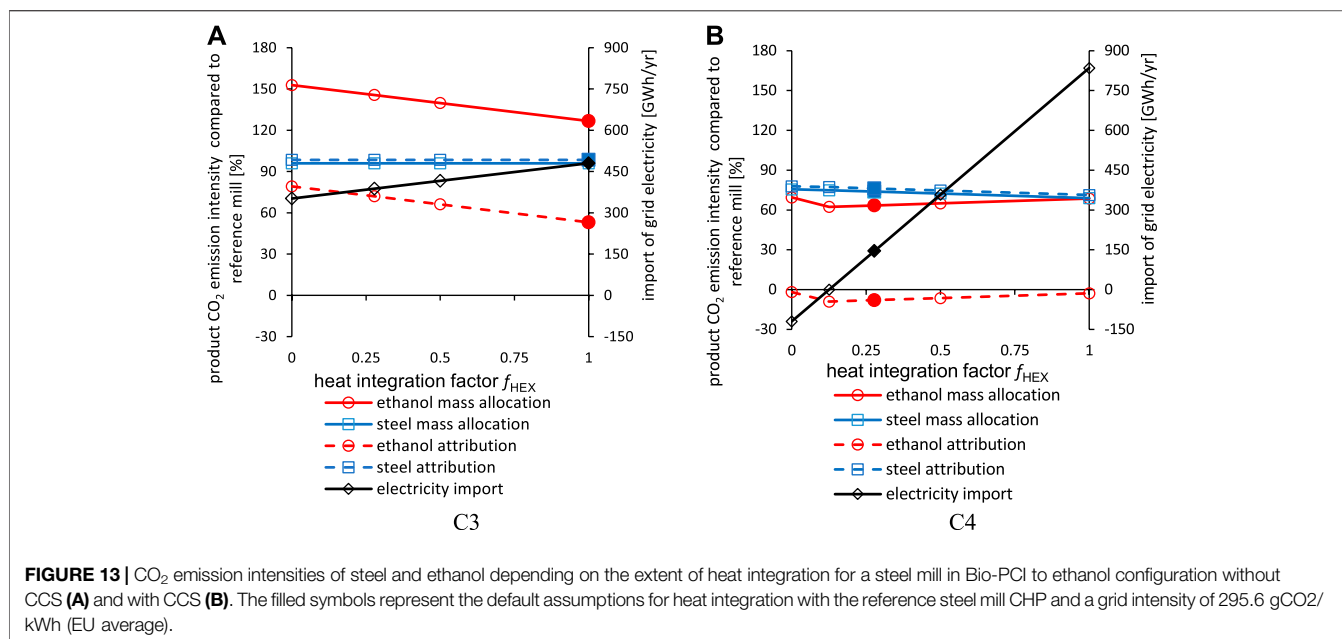 A
product CO2 emission intensity compared to
reference mill [%]
180
150
120
90
60
30
0
-30
900
750
600
450
300
150
0
-150
import of grid electricity [GWh/yr]
0
0.25
0.5
0.75
1
heat integration factor fHEX
ethanol mass allocation
steel mass allocation
ethanol attribution
steel attribution
electricity import
C3
B
product CO2 emission intensity compared to
reference mill [%]
180
150
120
90
60
30
0
-30
900
750
600
450
300
150
0
-150
import of grid electricity [GWh/yr]
0
0.25
0.5
0.75
1
heat integration factor fHEX
ethanol mass allocation
steel mass allocation
ethanol attribution
steel attribution
electricity import
C4
FIGURE 13 | CO2 emission intensities of steel and ethanol depending on the extent of heat integration for a steel mill in Bio-PCI to ethanol configuration without
CCS (A) and with CCS (B). The filled symbols represent the default assumptions for heat integration with the reference steel mill CHP and a grid intensity of 295.6 gCO2/
kWh (EU average).